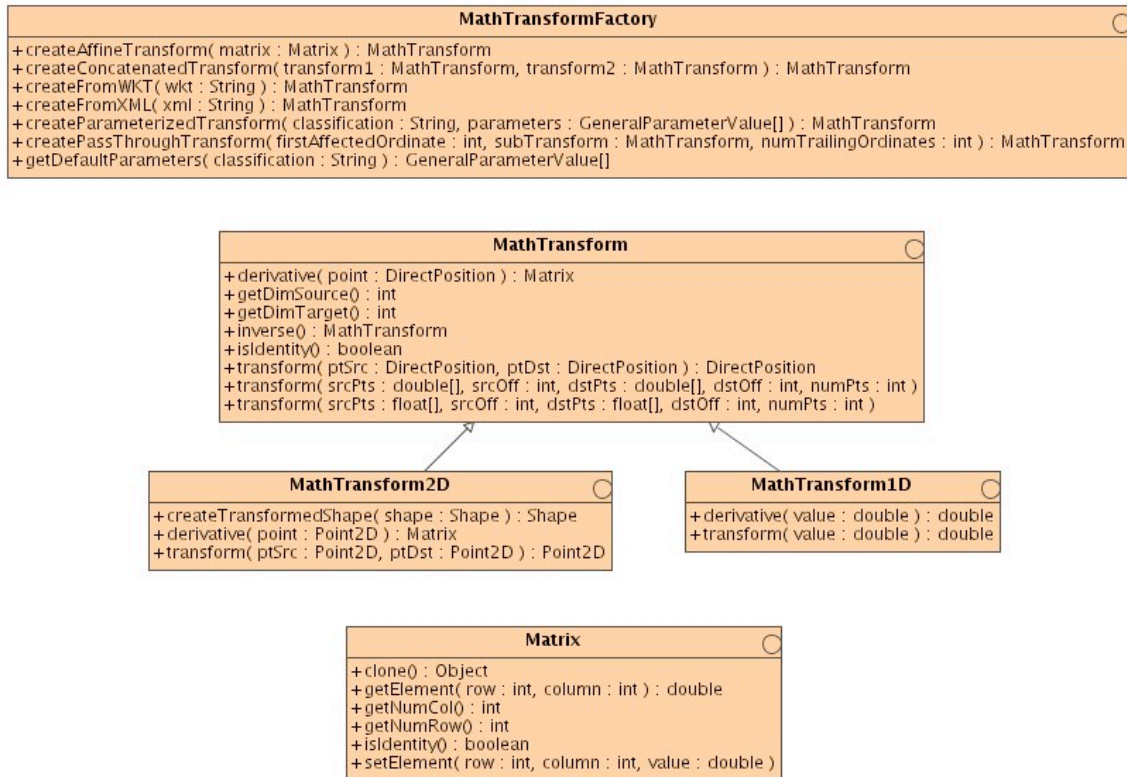 MathTransformFactory
+createAffineTransform( matrix : Matrix ) : MathTransform
+createConcatenatedTransform( transform1 : MathTransform, transform2 : MathTransform ) : MathTransform
+createFromWKT( wkt : String ) : MathTransform
+createFromXML( xml : String ) : MathTransform
+createParameterizedTransform( classification : String, parameters : GeneralParameterValue[] ) : MathTransform
+createPassThroughTransform( firstAffectedOrdinate : int, subTransform : MathTransform, numTrailingOrdinates : int ) : MathTransform
+getDefaultParameters( classification : String ) : GeneralParameterValue[]
MathTransform
+derivative( point : DirectPosition ) : Matrix
+getDimSource() : int
+getDimTarget() : int
+inverse() : MathTransform
+isIdentity() : boolean
+transform( ptSrc : DirectPosition, ptDst : DirectPosition ) : DirectPosition
+transform( srcPts : double[], srcOff : int, dstPts : double[], dstOff : int, numPts : int )
+transform( srcPts : float[], srcOff : int, dstPts : float[], dstOff : int, numPts : int )
MathTransform2D
+createTransformedShape( shape : Shape ) : Shape
+derivative( point : Point2D ) : Matrix
+transform( ptSrc : Point2D, ptDst : Point2D ) : Point2D
MathTransform1D
+derivative( value : double ) : double
+transform( value : double ) : double
Matrix
+clone() : Object
+getElement( row : int, column : int ) : double
+getNumCol() : int
+getNumRow() : int
+isIdentity() : boolean
+setElement( row : int, column : int, value : double )